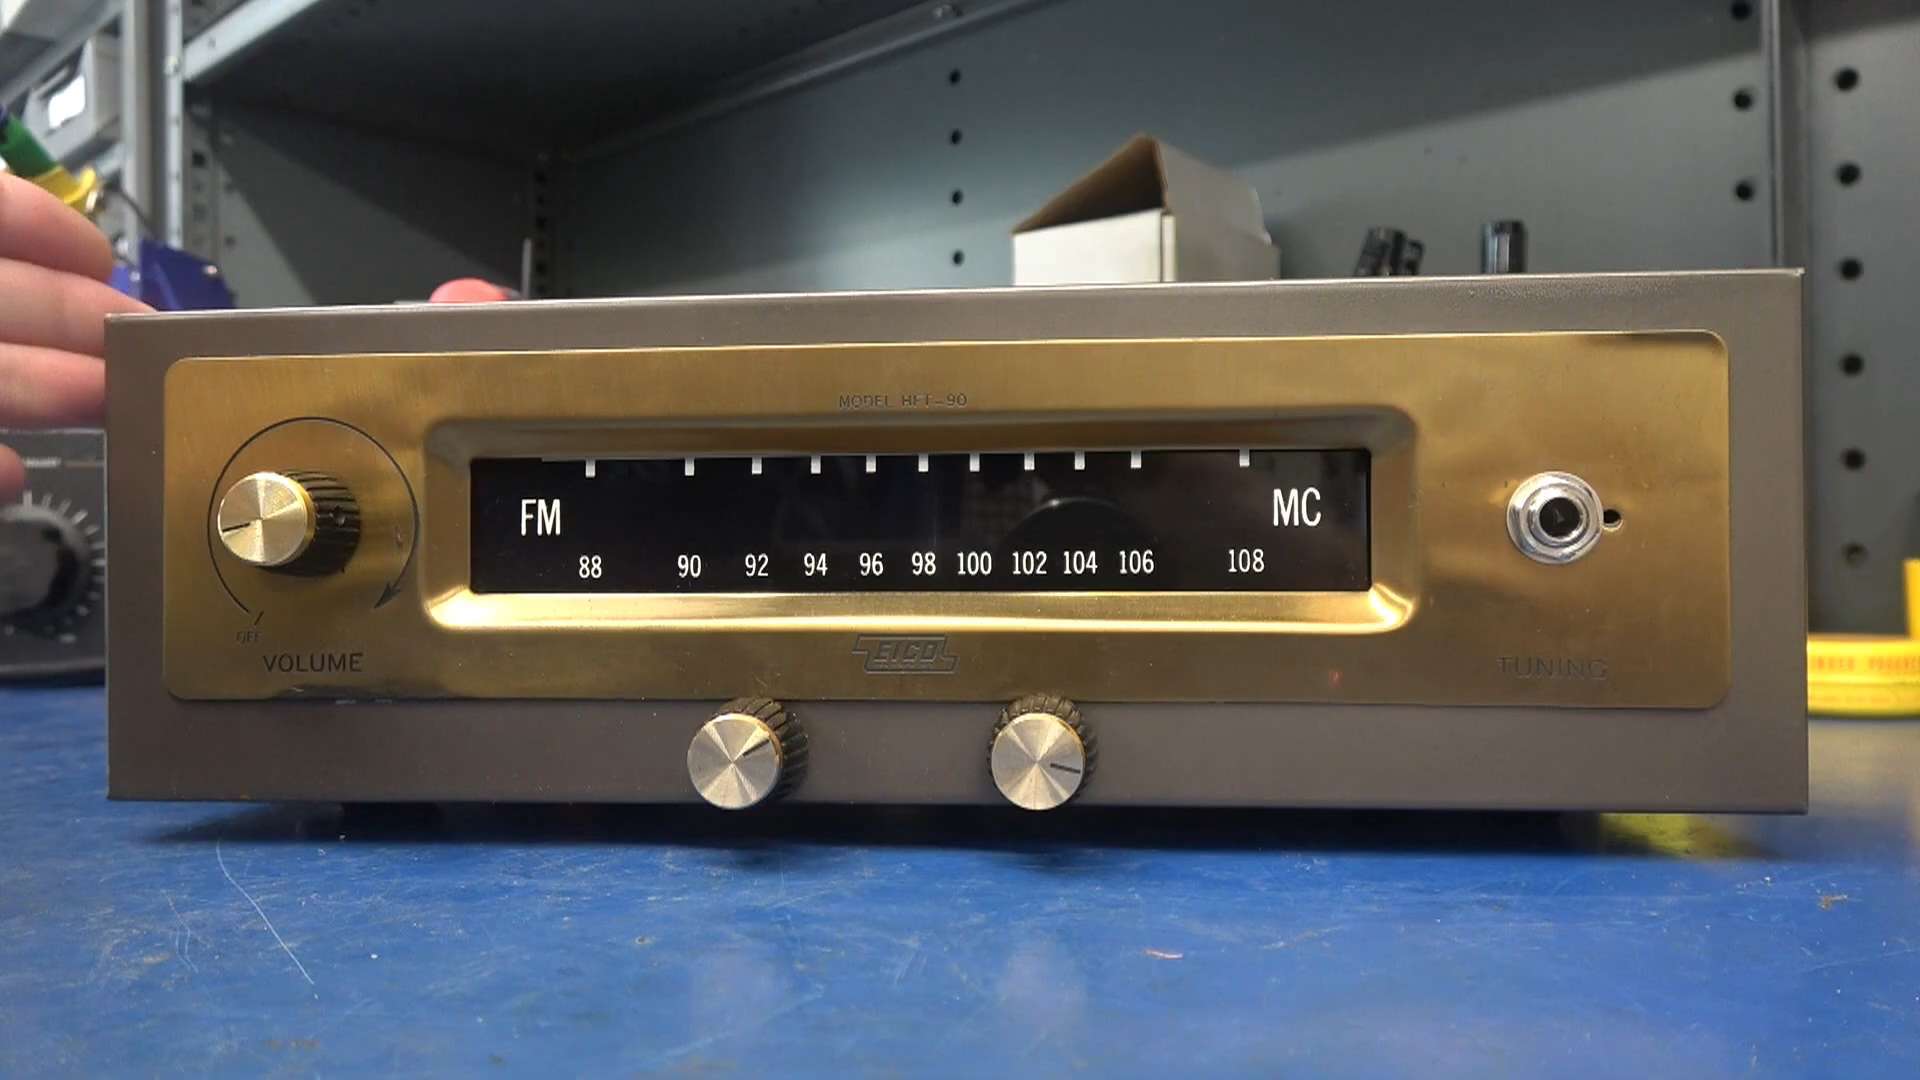 MODEL HFT-90
FM MC
88 90 92 94 96 98 100 102 104 106 108
OFF
EICO
VOLUME
TUNING